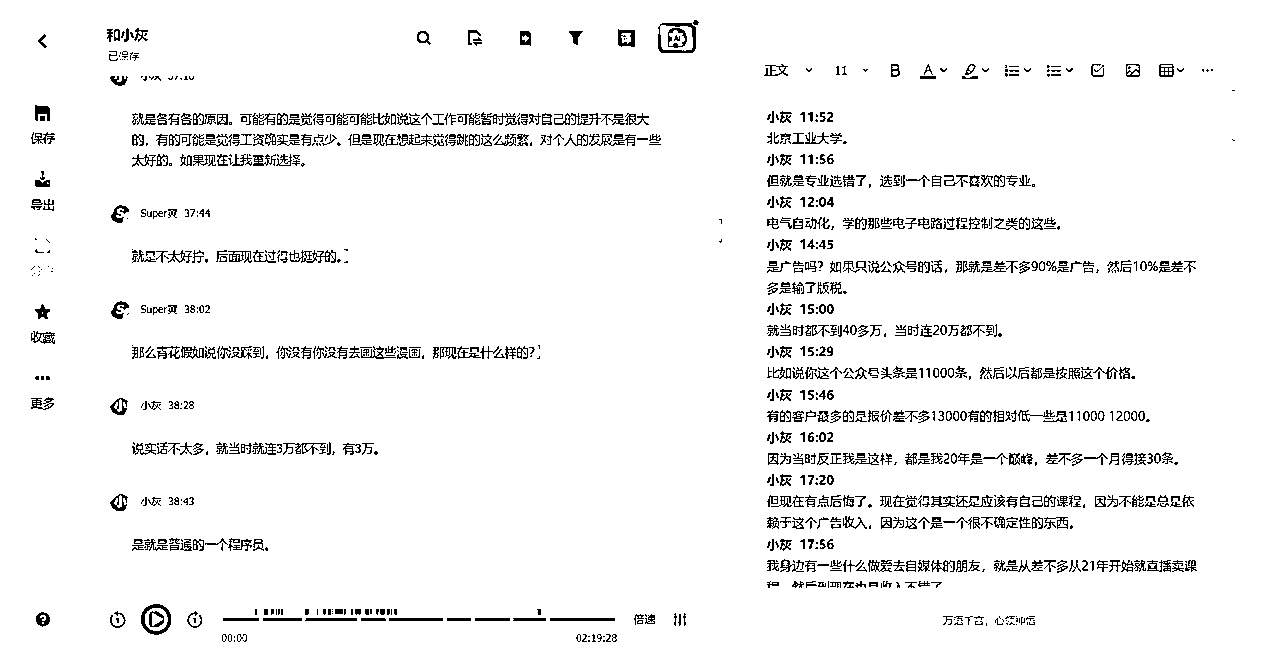 和小灰
已保存
保存
导出
收藏
更多
小灰 37:10
就是各有各的原因。可能有的是觉得可能可能比如说这个工作可能暂时觉得对自己的提升不是很大
的，有的可能是觉得工资确实是有点少。但是现在想起来觉得跳的这么频繁，对个人的发展是有一些
太好的。如果现在让我重新选择。
Super黄 37:44
就是不太好拧。后面现在过得也挺好的。
Super黄 38:02
那么青花假如说你没踩到，你没有你没有去画这些漫画，那现在是什么样的？
小灰 38:28
说实话不太多，就当时就连3万都不到，有3万。
小灰 38:43
是就是普通的一个程序员。
00:00
02:19:28
倍速
正文
11
小灰 11:52
北京工业大学。
小灰 11:56
但就是专业选错了，选到一个自己不喜欢的专业。
小灰 12:04
电气自动化，学的那些电子电路过程控制之类的这些。
小灰 14:45
是广告吗？如果只说公众号的话，那就是差不多90%是广告，然后10%是差不
多是输了版税。
小灰 15:00
就当时都不到40多万，当时连20万都不到。
小灰 15:29
比如说你这个公众号头条是11000条，然后以后都是按照这个价格。
小灰 15:46
有的客户最多的是报价差不多13000有的相对低一些是11000 12000。
小灰 16:02
因为当时反正我是这样，都是我20年是一个巅峰，差不多一个月得接30条。
小灰 17:20
但现在有点后悔了。现在觉得其实还是应该有自己的课程，因为不能是总是依
赖于这个广告收入，因为这个是一个很不确定性的东西。
小灰 17:56
我身边有一些什么做爱去自媒体的朋友，就是从差不多从21年开始就直播卖课
程，然后到现在也是收入不错了